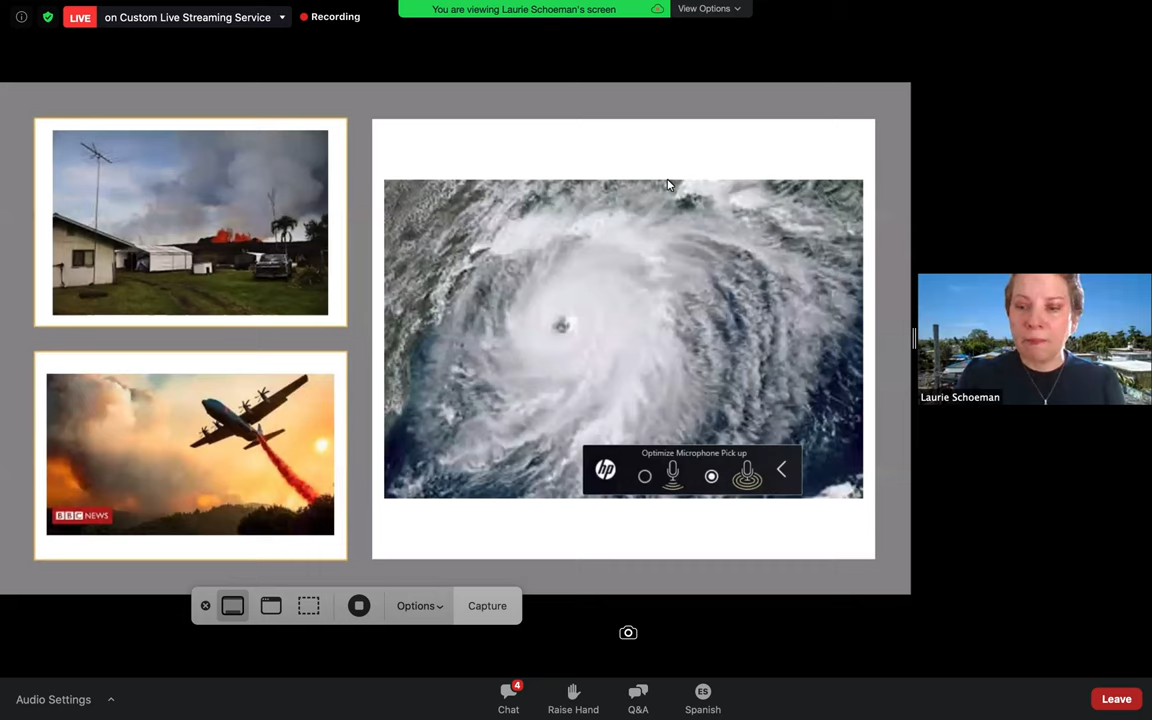 You are viewing Laurie Schoeman's screen
View Options
LIVE
on Custom Live Streaming Service
Recording
BBC NEWS
hp
Optimize Microphone Pick up
Laurie Schoeman
Options
Capture
Audio Settings
4
Chat
Raise Hand
Q&A
ES
Spanish
Leave